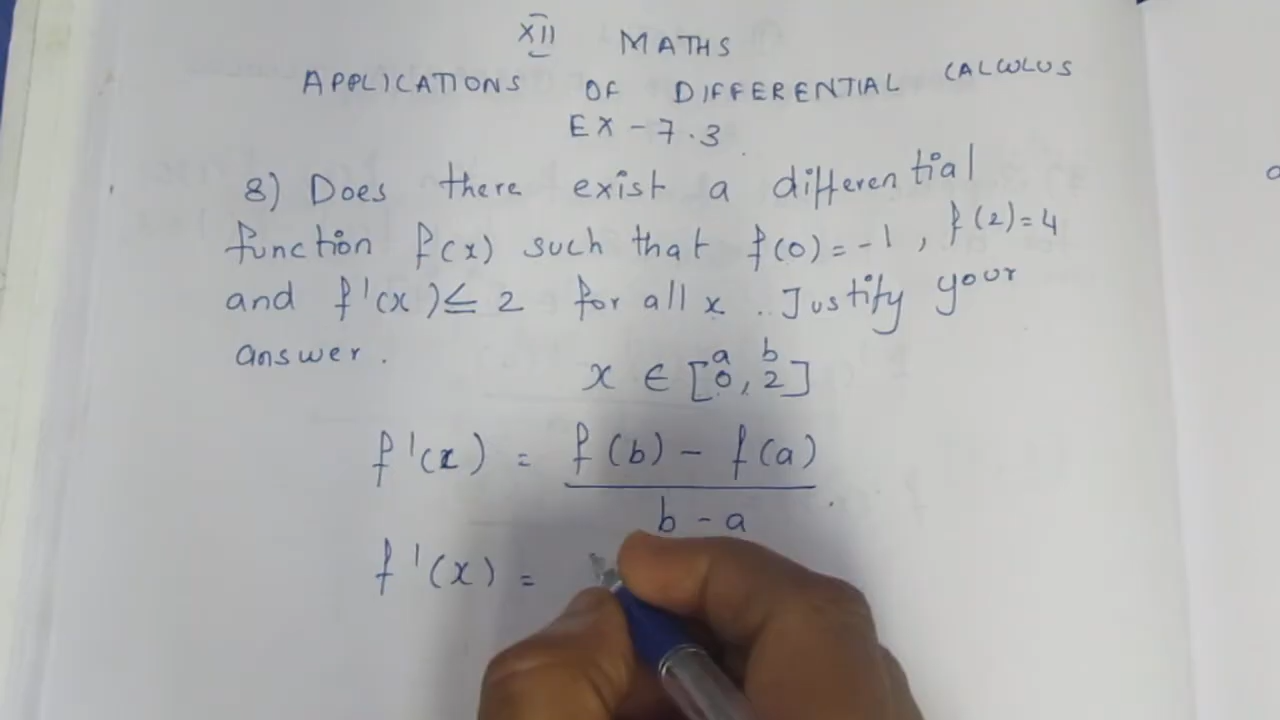 XII MATHS
APPLICATIONS OF DIFFERENTIAL CALCULUS
EX - 7.3
8) Does there exist a differential
function f(x) such that f(0) = -1, f(2) = 4
and f'(x) ≤ 2 for all x .. Justify your
answer.
a b
x ∈ [0, 2]
f'(x) = f(b) - f(a)
b - a
f'(x) =